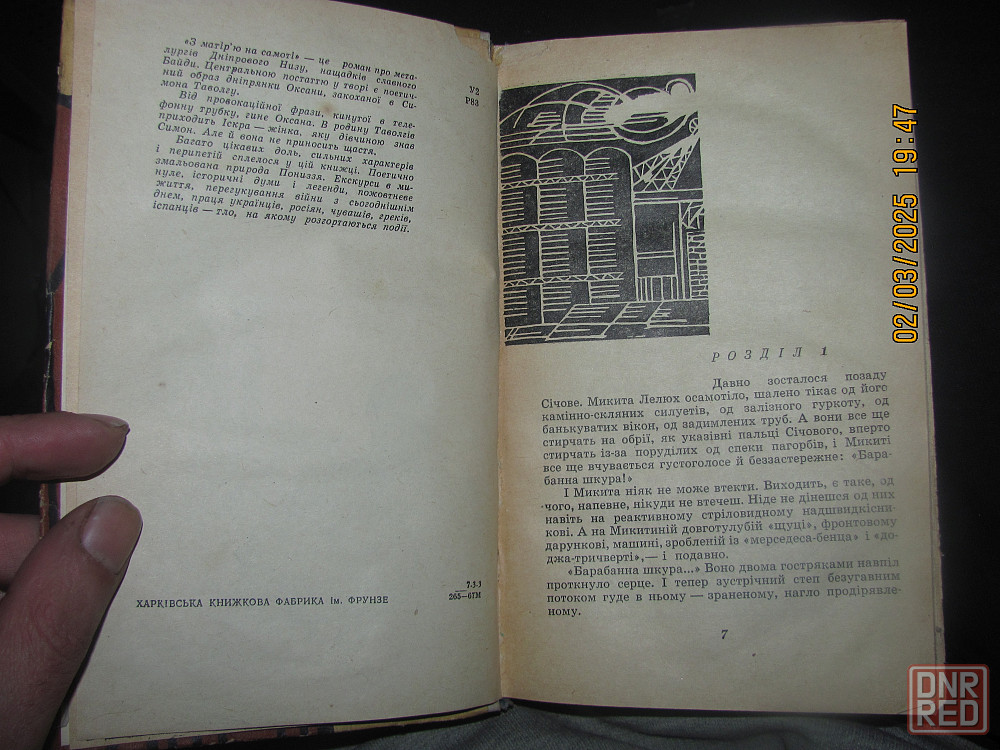 «З матір'ю на самоті» — це роман про мета-
лургів Дніпрового Низу, нащадків славного
Байди. Центральною постаттю у творі є поетич-
ний образ дніпрянки Оксани, закоханої в Си-
мона Таволгу.
Від провокаційної фрази, кинутої в теле-
фонну трубку, гине Оксана. В родину Таволгів
приходить Іскра — жінка, яку дівчиною знав
Симон. Але й вона не приносить щастя.
Багато цікавих доль, сильних характерів
і перипетій сплелося у цій книжці. Поетично
змальована природа Пониззя. Екскурси в ми-
нуле, історичні думи і легенди, пожовтневе
життя, перегукування війни з сьогоднішнім
днем, праця українців, росіян, чувашів, греків,
іспанців — тло, на якому розгортаються події.
У2
Р83
7-3-3
265—67М
ХАРКІВСЬКА КНИЖКОВА ФАБРИКА ім. ФРУНЗЕ
РОЗДІЛ 1
Давно зосталося позаду
Січове. Микита Лелюх осамотіло, шалено тікає од його
камінно-скляних силуетів, од залізного гуркоту, од
банькуватих вікон, од задимлених труб. А вони все ще
стирчать на обрії, як указівні пальці Січового, вперто
стирчать із-за поруділих од спеки пагорбів, і Микиті
все ще вчувається густоголосе й беззастережне: «Бара-
банна шкура!»
І Микита ніяк не може втекти. Виходить, є таке, од
чого, напевне, нікуди не втечеш. Ніде не дінешся од них
навіть на реактивному стріловидному надшвидкісни-
кові. А на Микитиній довготулубій «щуці», фронтовому
дарункові, машині, зробленій із «мерседеса-бенца» і «до-
джа-тричверті»,— і подавно.
«Барабанна шкура...» Воно двома гостряками навпіл
проткнуло серце. І тепер зустрічний степ безугавним
потоком гуде в ньому — зраненому, нагло продірявле-
ному.
7
02/03/2025 19:47
DNR
RED